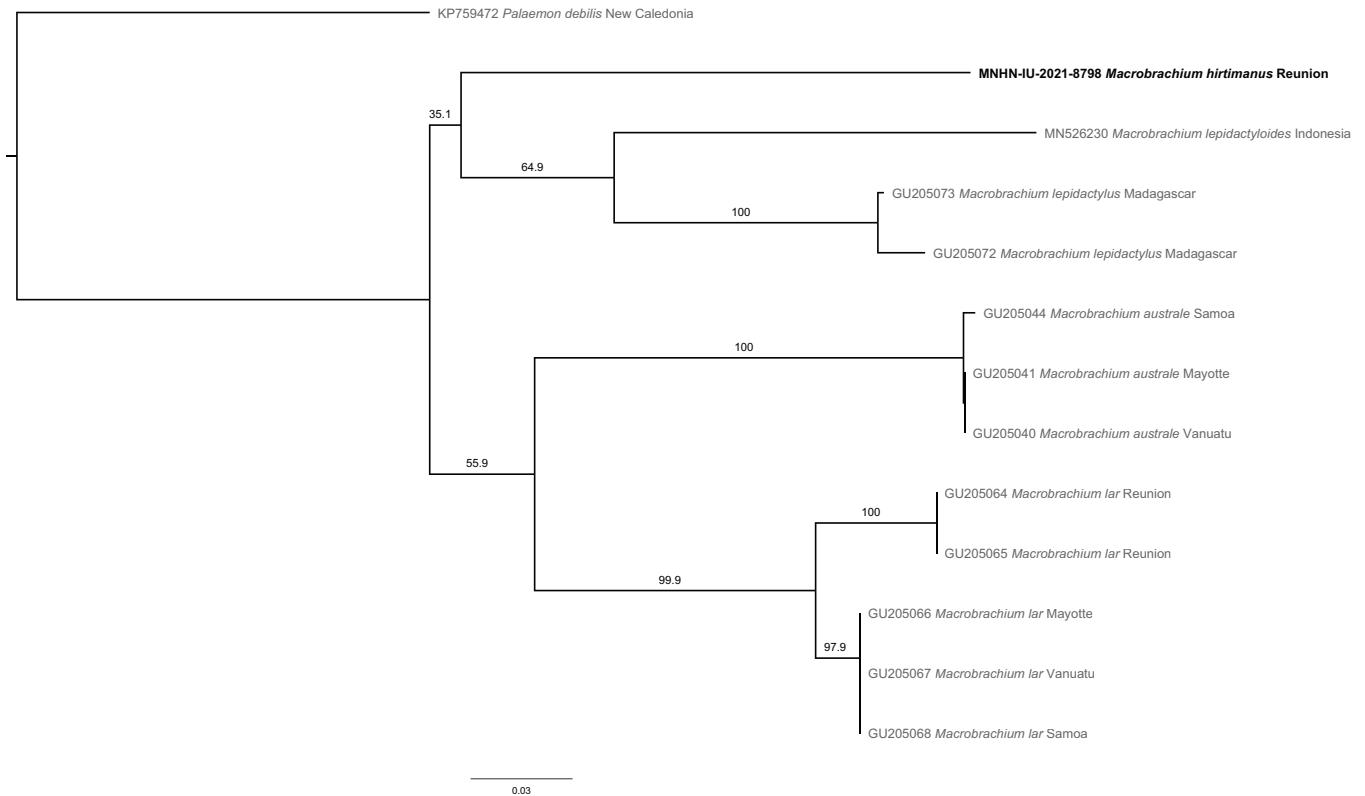 KP759472 Palaemon debilis New Caledonia
MNHN-IU-2021-8798 Macrobrachium hirtimanus Reunion
35.1
MN526230 Macrobrachium lepidactyloides Indonesia
64.9
GU205073 Macrobrachium lepidactylus Madagascar
100
GU205072 Macrobrachium lepidactylus Madagascar
GU205044 Macrobrachium australe Samoa
100
GU205041 Macrobrachium australe Mayotte
GU205040 Macrobrachium australe Vanuatu
55.9
GU205064 Macrobrachium lar Reunion
100
GU205065 Macrobrachium lar Reunion
99.9
GU205066 Macrobrachium lar Mayotte
97.9
GU205067 Macrobrachium lar Vanuatu
GU205068 Macrobrachium lar Samoa
0.03